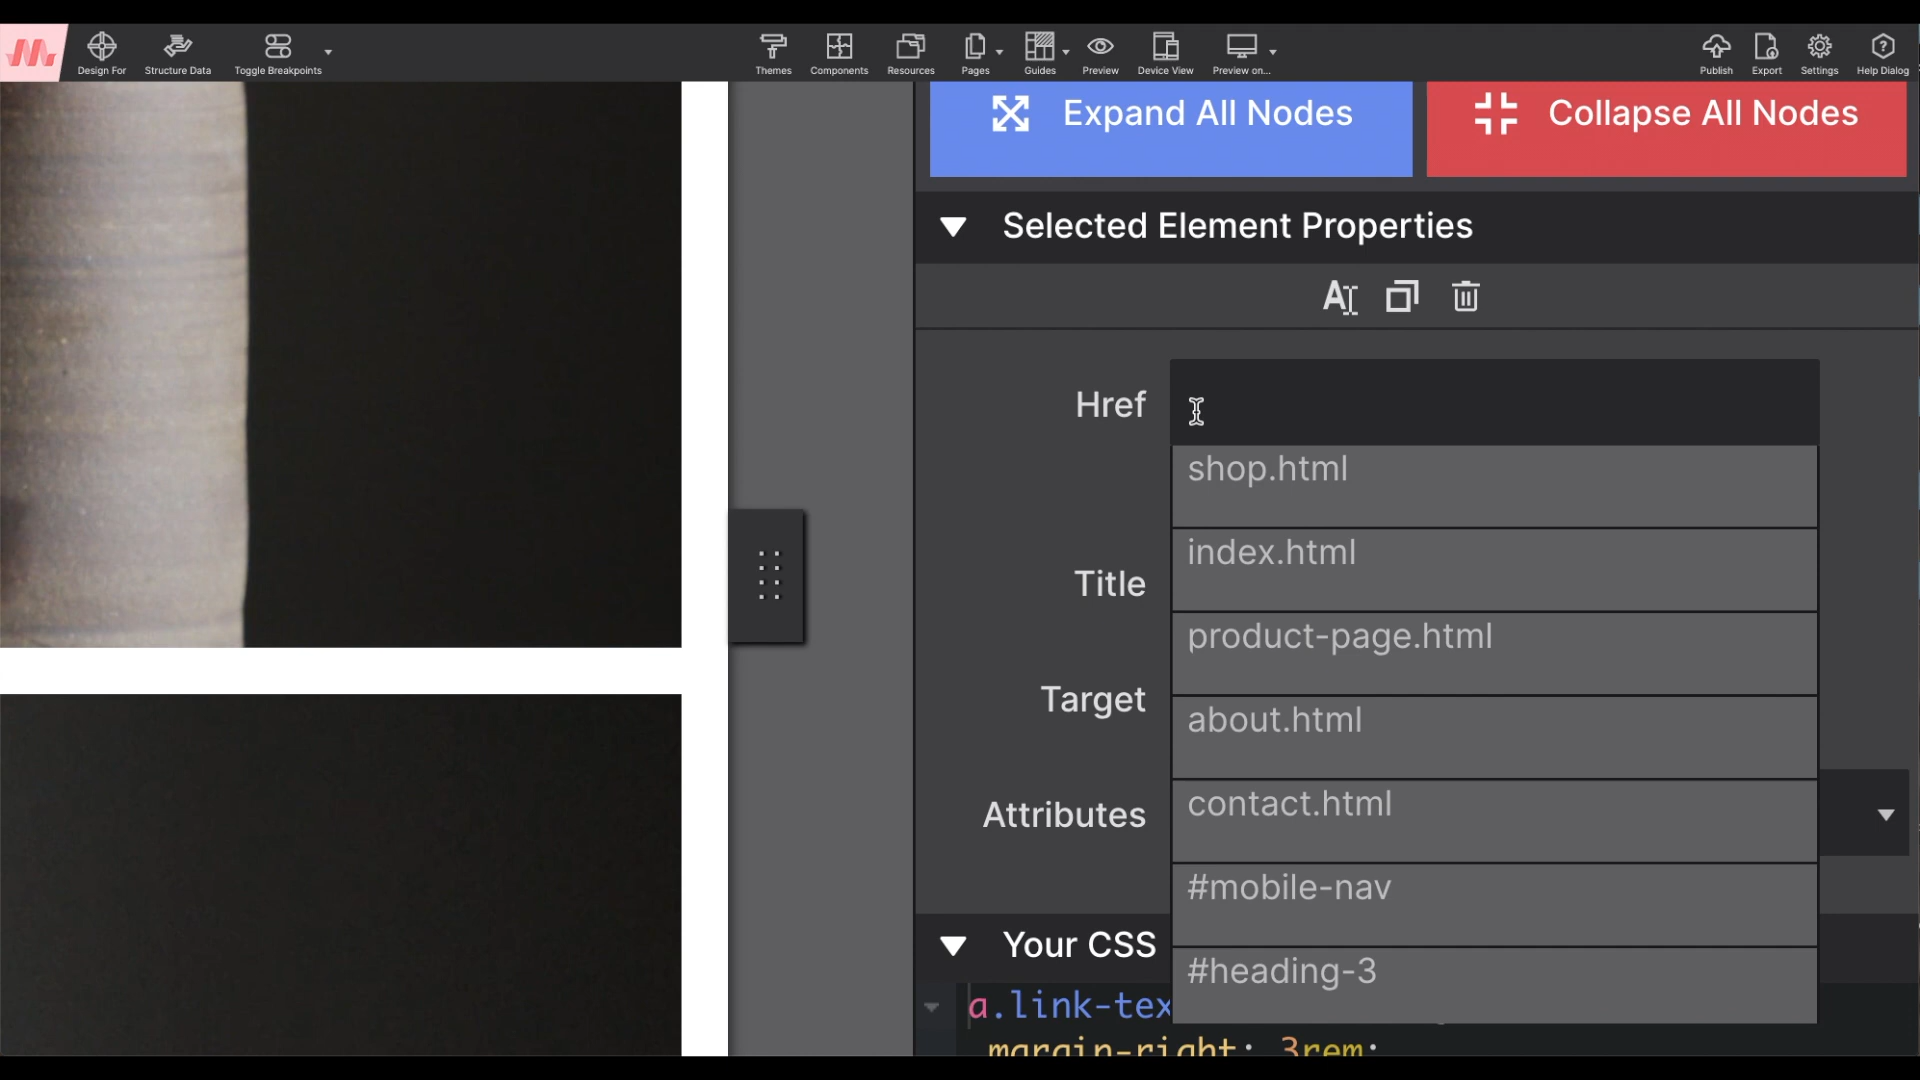 Design For
Structure Data
Toggle Breakpoints
Themes
Components
Resources
Pages
Guides
Preview
Device View
Preview on...
Publish
Export
Settings
Help Dialog
Expand All Nodes
Collapse All Nodes
Selected Element Properties
Href
shop.html
index.html
Title
product-page.html
Target
about.html
Attributes
contact.html
#mobile-nav
Your CSS
#heading-3
a.link-tex
margin-right: 3rem;